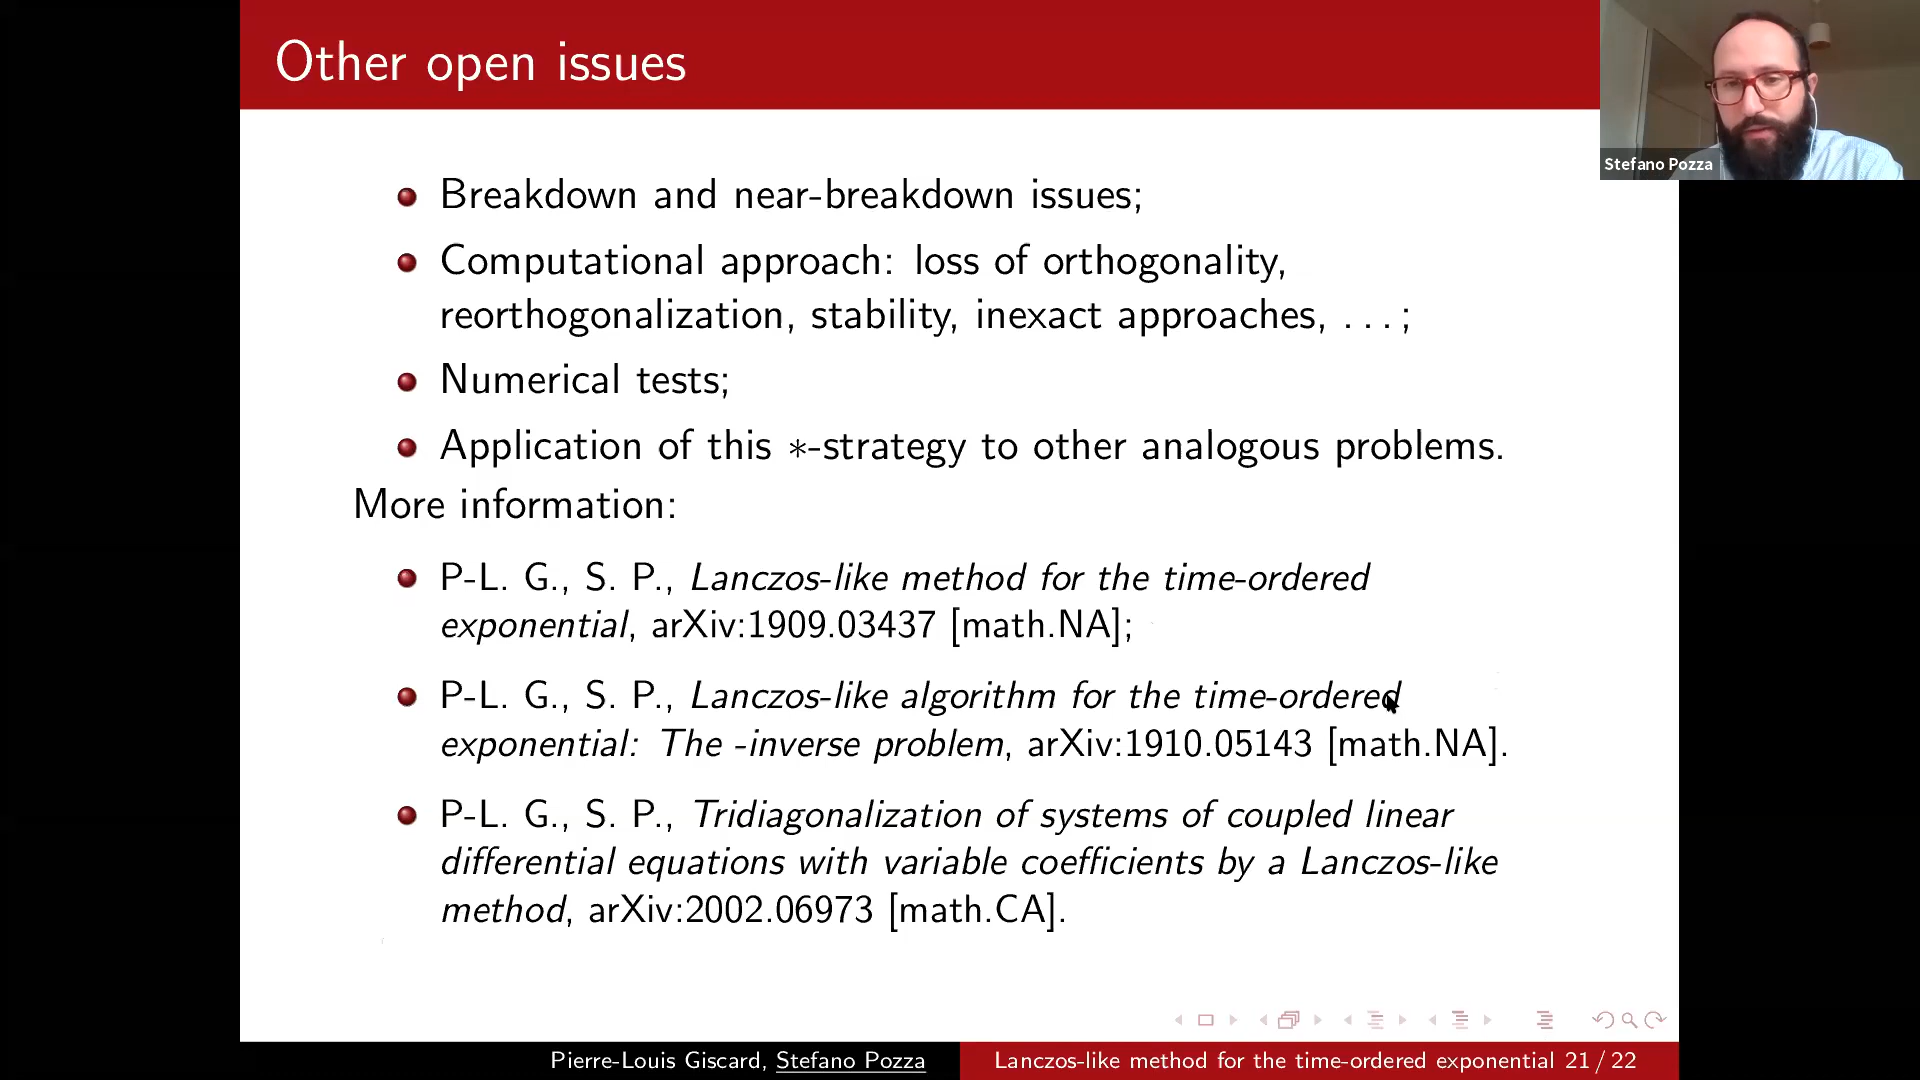 Other open issues
Stefano Pozza
Breakdown and near-breakdown issues;
Computational approach: loss of orthogonality,
reorthogonalization, stability, inexact approaches, . . . ;
Numerical tests;
Application of this ∗-strategy to other analogous problems.
More information:
P-L. G., S. P., Lanczos-like method for the time-ordered
exponential, arXiv:1909.03437 [math.NA];
P-L. G., S. P., Lanczos-like algorithm for the time-ordered
exponential: The -inverse problem, arXiv:1910.05143 [math.NA].
P-L. G., S. P., Tridiagonalization of systems of coupled linear
differential equations with variable coefficients by a Lanczos-like
method, arXiv:2002.06973 [math.CA].
Pierre-Louis Giscard, Stefano Pozza
Lanczos-like method for the time-ordered exponential 21 / 22